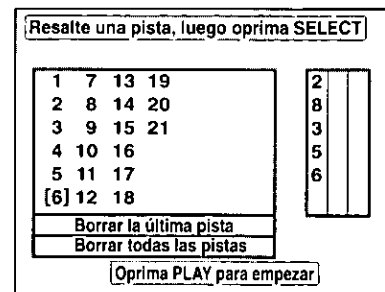 Resalte una pista, luego oprima SELECT
1 7 13 19 2
2 8 14 20 8
3 9 15 21 3
4 10 16 5
5 11 17 6
[6] 12 18
Borrar la última pista
Borrar todas las pistas
Oprima PLAY para empezar